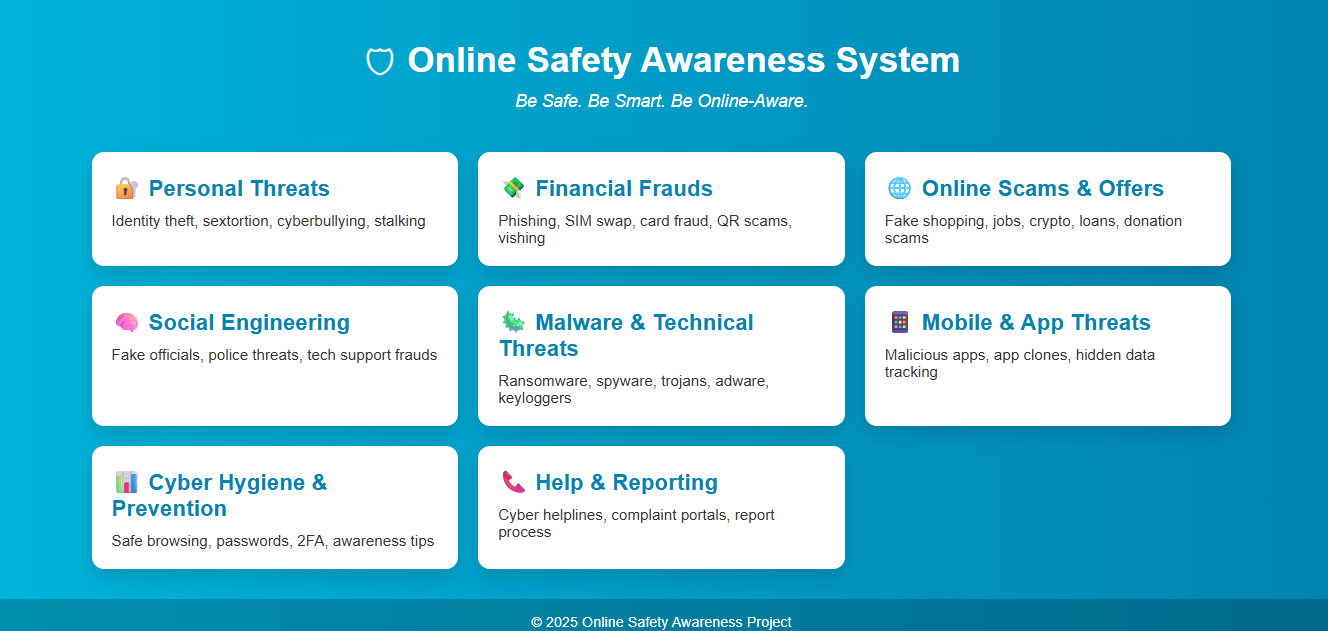 Online Safety Awareness System
Be Safe. Be Smart. Be Online-Aware.
Personal Threats
Identity theft, sextortion, cyberbullying, stalking
Financial Frauds
Phishing, SIM swap, card fraud, QR scams,
vishing
Online Scams & Offers
Fake shopping, jobs, crypto, loans, donation
scams
Social Engineering
Fake officials, police threats, tech support frauds
Malware & Technical
Threats
Ransomware, spyware, trojans, adware,
keyloggers
Mobile & App Threats
Malicious apps, app clones, hidden data
tracking
Cyber Hygiene &
Prevention
Safe browsing, passwords, 2FA, awareness tips
Help & Reporting
Cyber helplines, complaint portals, report
process
© 2025 Online Safety Awareness Project